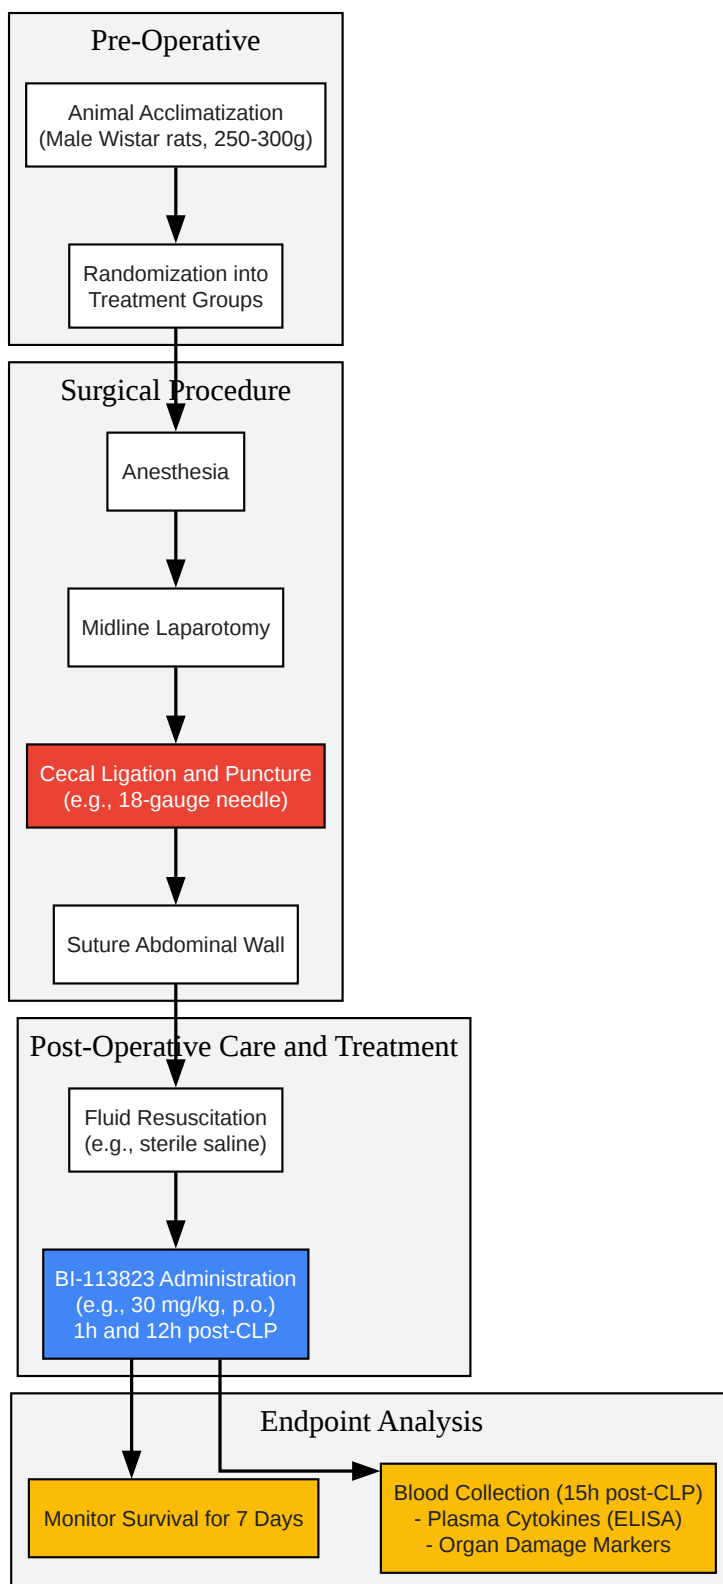 Pre-Operative
Animal Acclimatization
(Male Wistar rats, 250-300g)
Randomization into
Treatment Groups
Surgical Procedure
Anesthesia
Midline Laparotomy
Cecal Ligation and Puncture
(e.g., 18-gauge needle)
Suture Abdominal Wall
Post-Operative Care and Treatment
Fluid Resuscitation
(e.g., sterile saline)
BI-113823 Administration
(e.g., 30 mg/kg, p.o.)
1h and 12h post-CLP
Endpoint Analysis
Monitor Survival for 7 Days
Blood Collection (15h post-CLP)
- Plasma Cytokines (ELISA)
- Organ Damage Markers